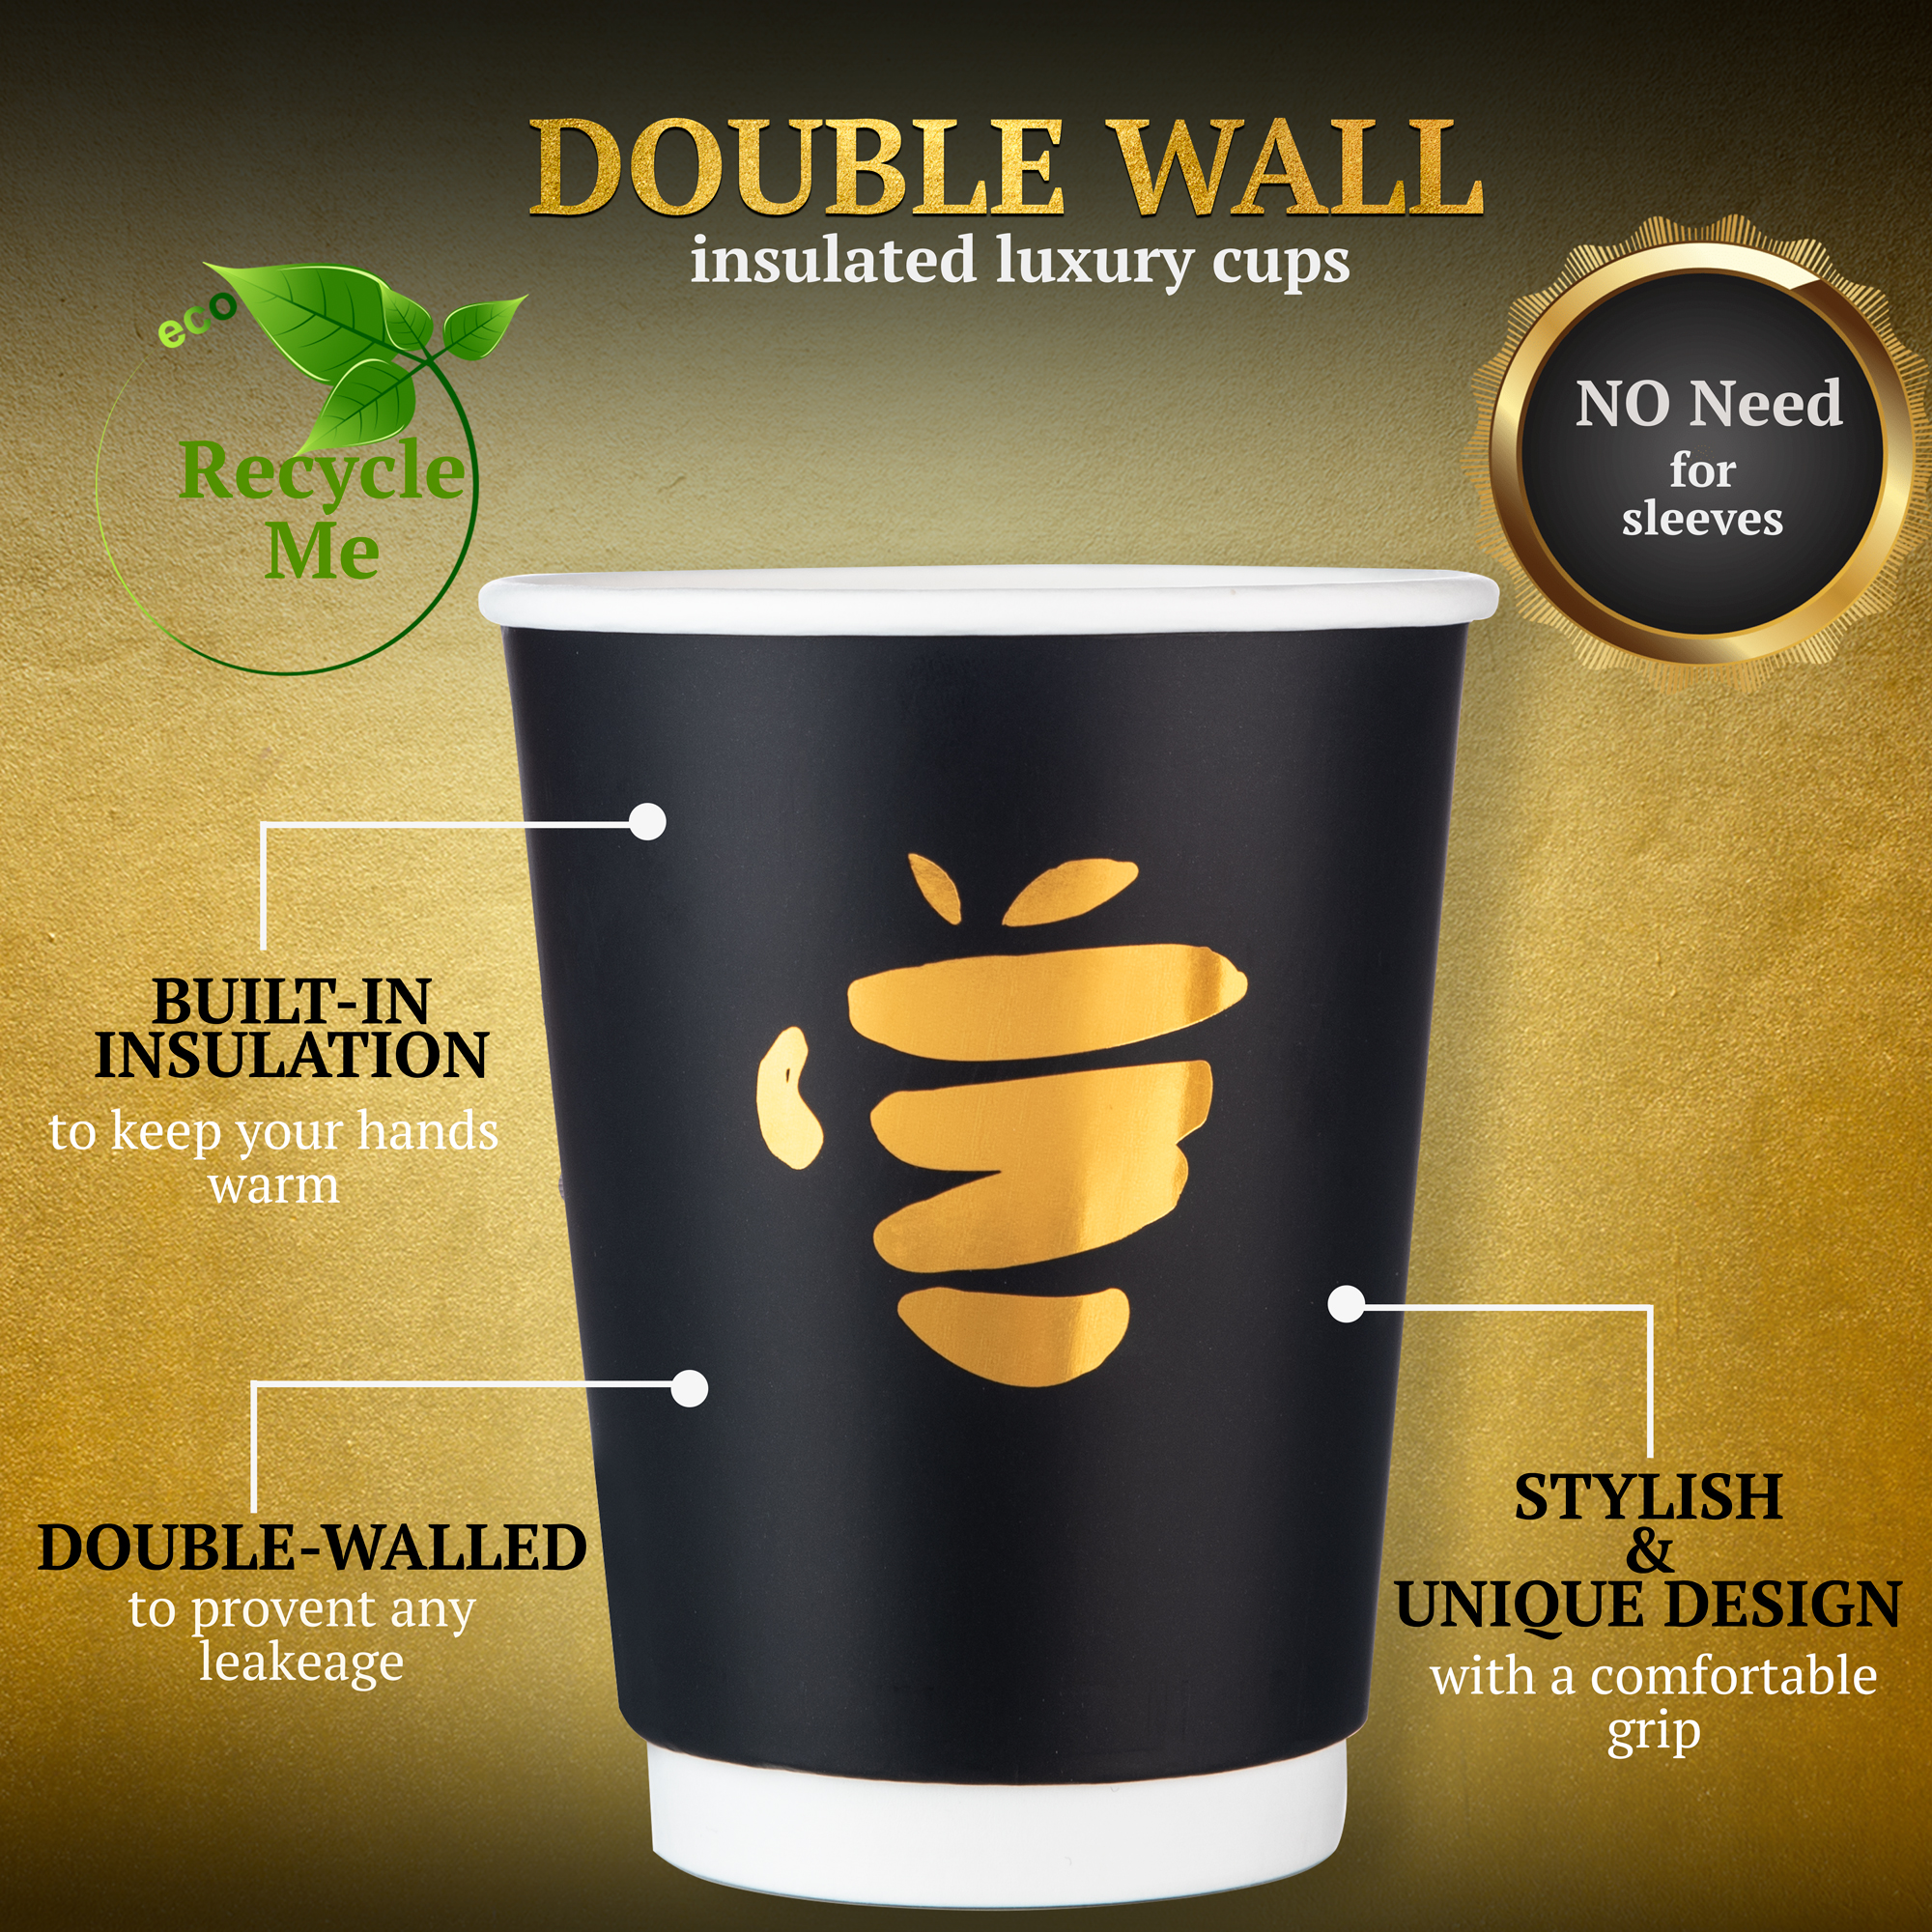 DOUBLE WALL
insulated luxury cups
eco
Recycle
Me
NO Need
for
sleeves
BUILT-IN
INSULATION
to keep your hands
warm
DOUBLE-WALLED
to provent any
leakeage
STYLISH
&
UNIQUE DESIGN
with a comfortable
grip